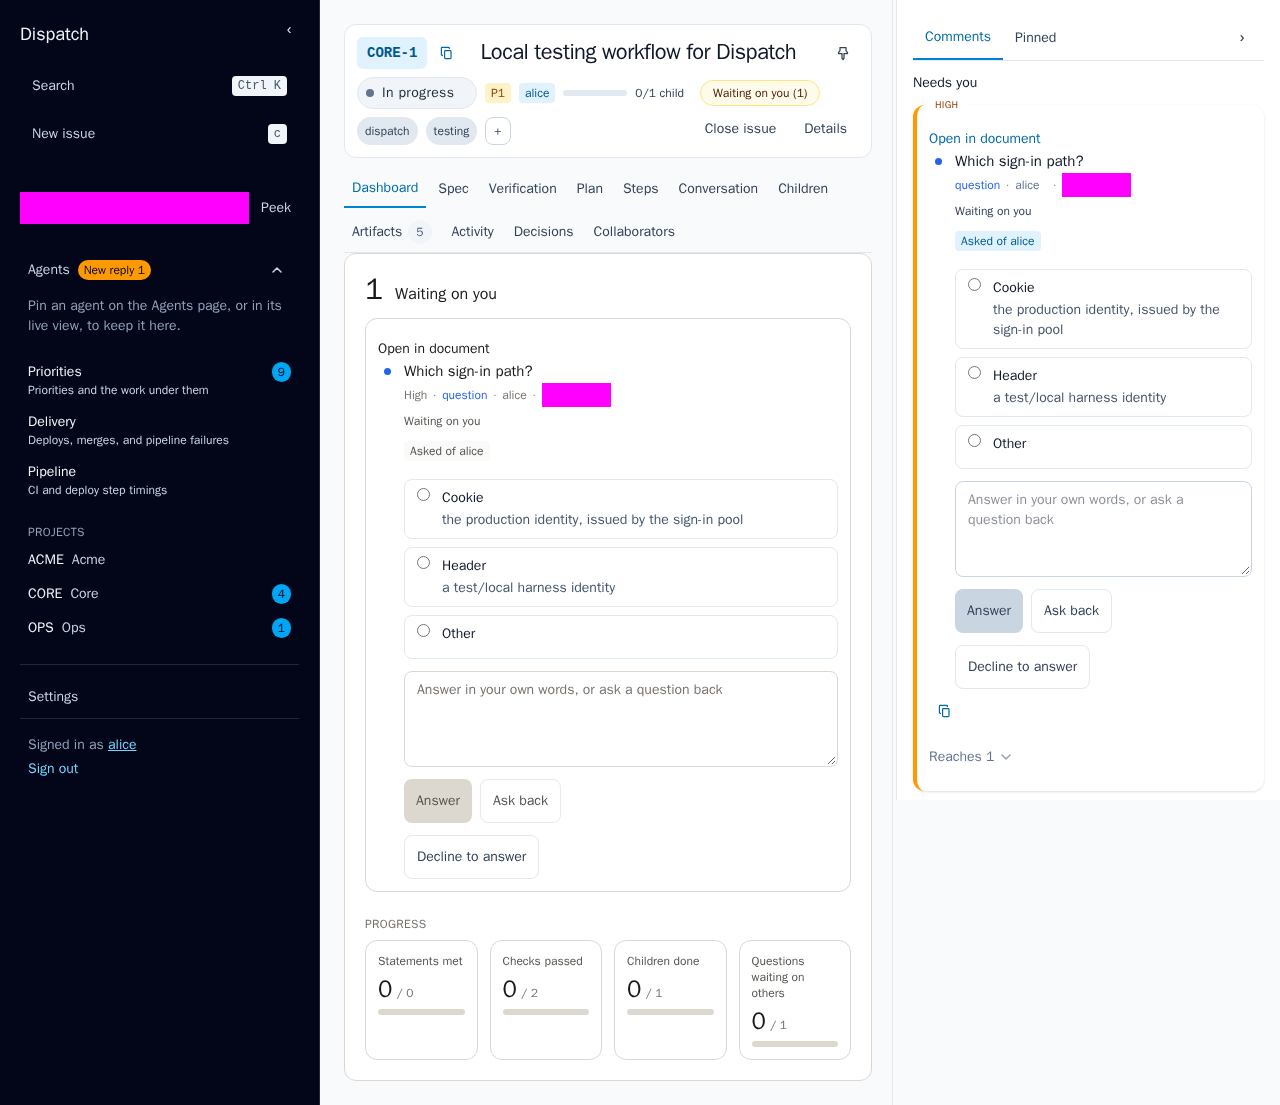 Dispatch
Search
Ctrl K
New issue
C
Peek
Agents
New reply 1
Pin an agent on the Agents page, or in its
live view, to keep it here.
Priorities
9
Priorities and the work under them
Delivery
Deploys, merges, and pipeline failures
Pipeline
CI and deploy step timings
PROJECTS
ACME Acme
CORE Core
4
OPS Ops
1
Settings
Signed in as alice
Sign out
CORE-1
Local testing workflow for Dispatch
In progress
P1
alice
0/1 child
Waiting on you (1)
dispatch
testing
+
Close issue
Details
Dashboard
Spec
Verification
Plan
Steps
Conversation
Children
Artifacts 5
Activity
Decisions
Collaborators
1 Waiting on you
Open in document
Which sign-in path?
High · question · alice ·
Waiting on you
Asked of alice
Cookie
the production identity, issued by the sign-in pool
Header
a test/local harness identity
Other
Answer in your own words, or ask a question back
Answer
Ask back
Decline to answer
PROGRESS
Statements met
0 / 0
Checks passed
0 / 2
Children done
0 / 1
Questions
waiting on
others
0 / 1
Comments
Pinned
Needs you
HIGH
Open in document
Which sign-in path?
question · alice ·
Waiting on you
Asked of alice
Cookie
the production identity, issued by the
sign-in pool
Header
a test/local harness identity
Other
Answer in your own words, or ask a
question back
Answer
Ask back
Decline to answer
Reaches 1